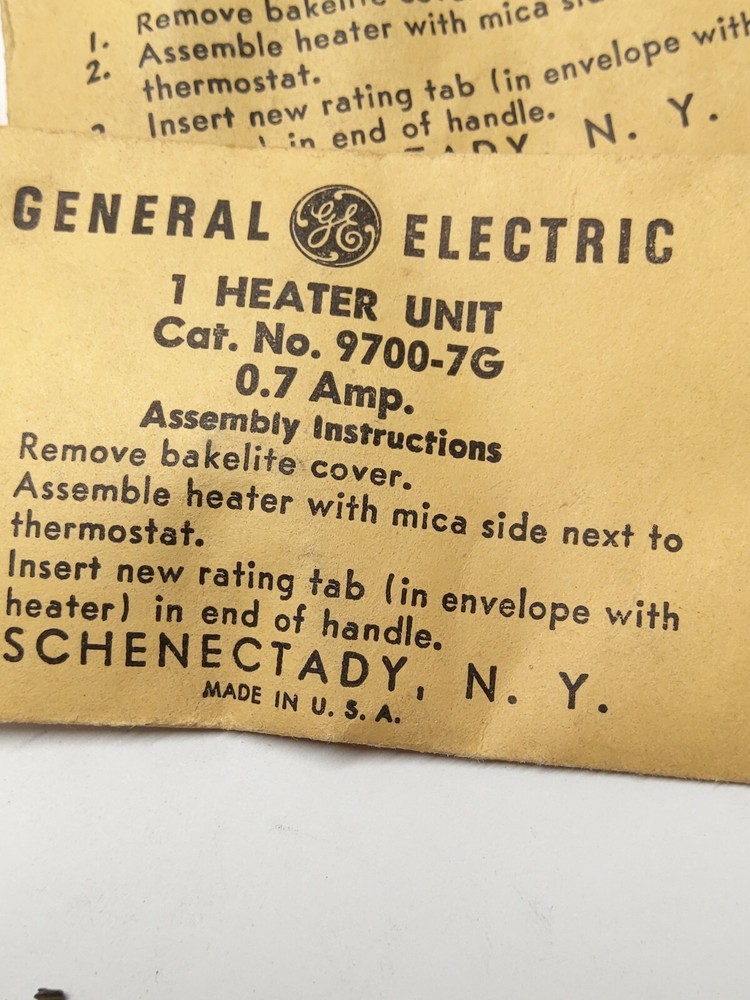 1. Remove
2. Assemble heater with mica
thermostat.
Insert new rating tab (in envelope with
in end of handle.
N. Y.
GENERAL GE ELECTRIC
1 HEATER UNIT
Cat. No. 9700-7G
0.7 Amp.
Assembly Instructions
Remove bakelite cover.
Assemble heater with mica side next to
thermostat.
Insert new rating tab (in envelope with
heater) in end of handle.
SCHENECTADY, N. Y.
MADE IN U. S. A.